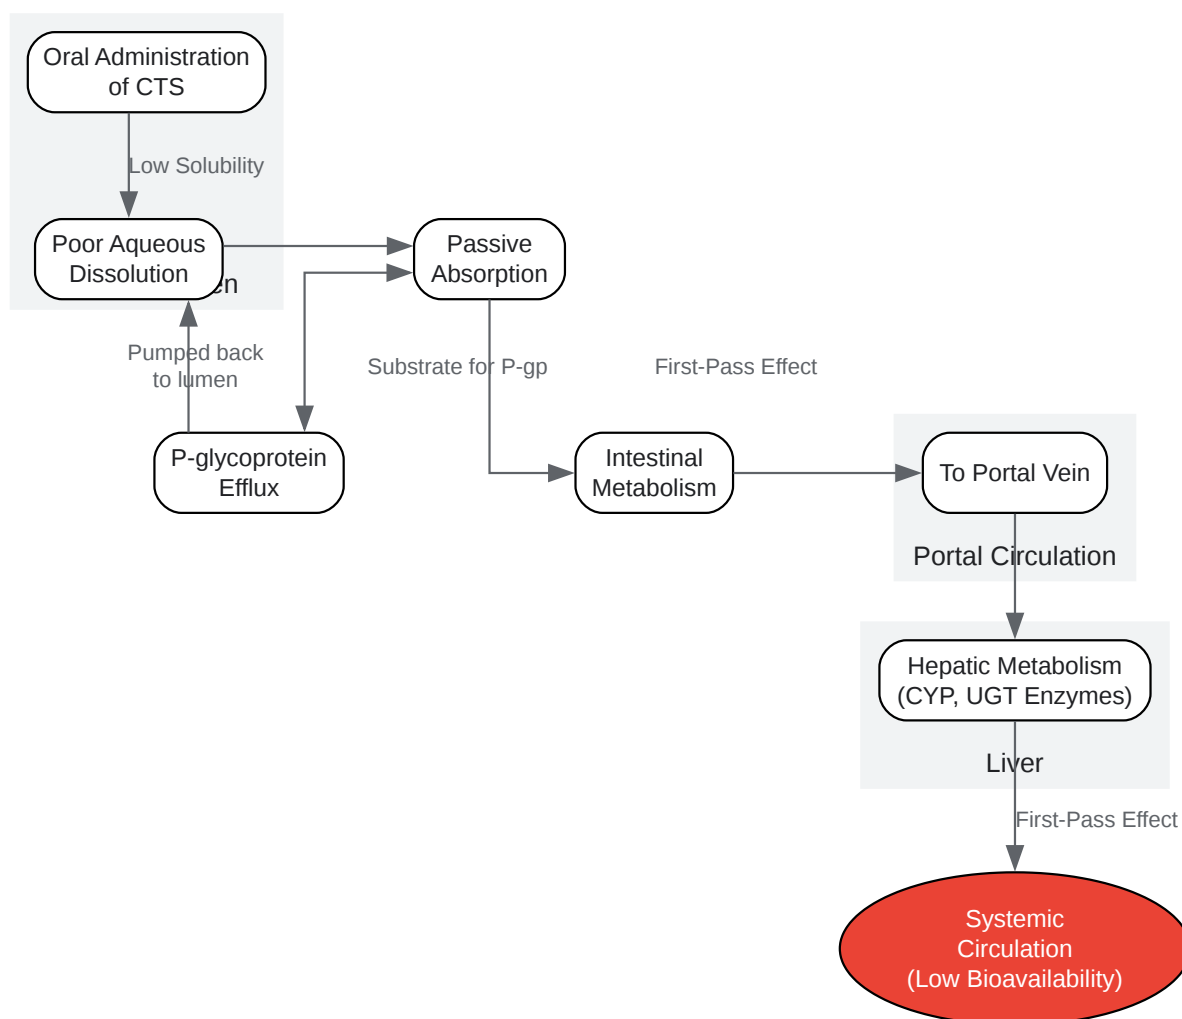 Oral Administration
of CTS
Low Solubility
Poor Aqueous
Dissolution
Passive
Absorption
Pumped back
to lumen
Substrate for P-gp
First-Pass Effect
P-glycoprotein
Efflux
Intestinal
Metabolism
To Portal Vein
Portal Circulation
Hepatic Metabolism
(CYP, UGT Enzymes)
Liver
First-Pass Effect
Systemic
Circulation
(Low Bioavailability)